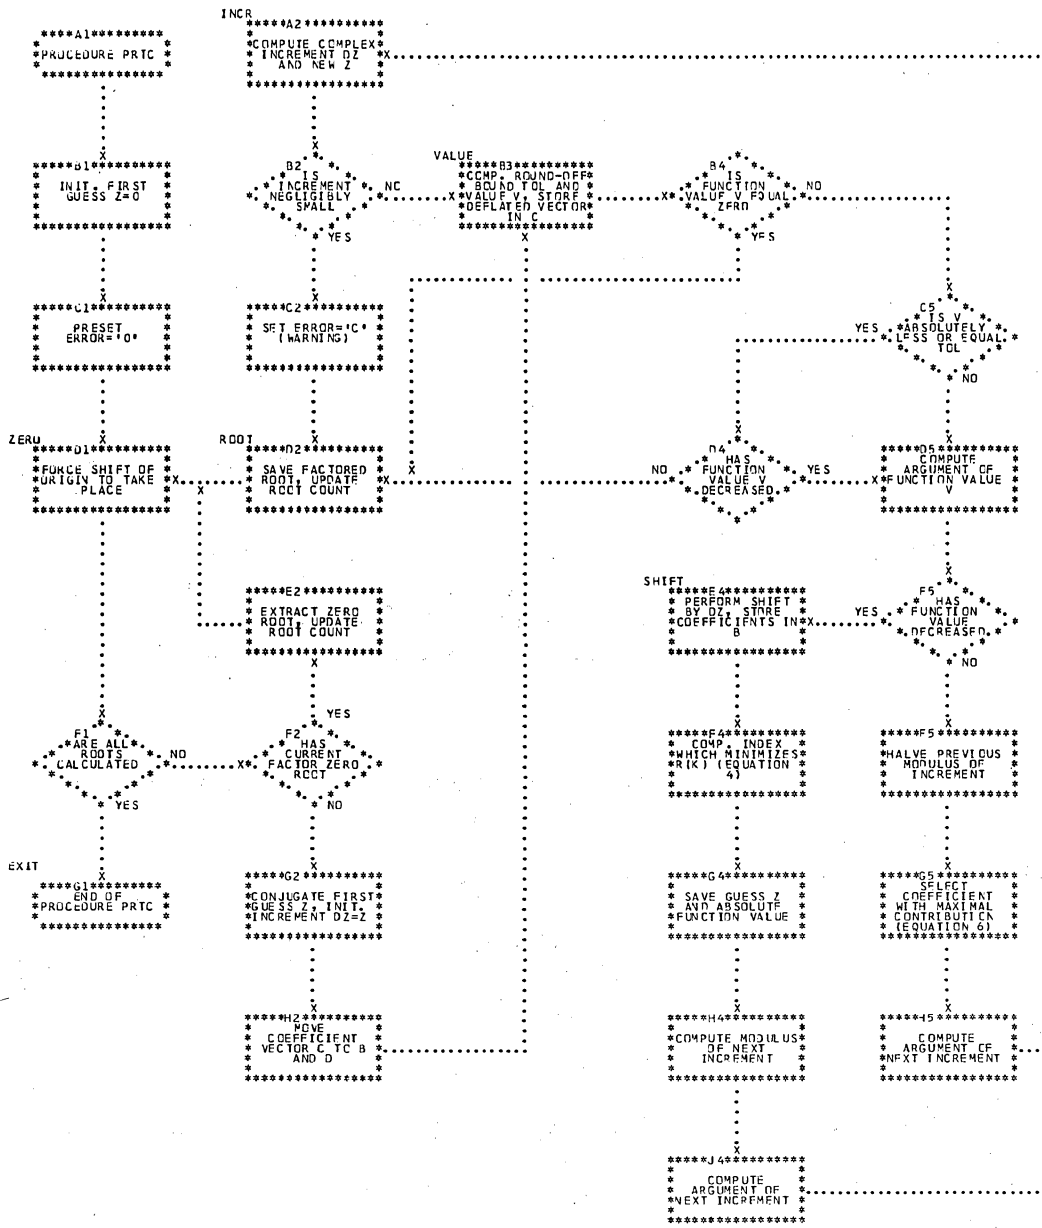 A1
PROCEDURE PRTC
B1
INIT. FIRST
GUESS Z=0
C1
PRESET
ERROR='0'
ZERO
D1
FORCE SHIFT OF
ORIGIN TO TAKE
PLACE
F1
ARE ALL
ROOTS
CALCULATED
NO
YES
EXIT
G1
END OF
PROCEDURE PRTC
INCR
A2
COMPUTE COMPLEX
INCREMENT DZ
AND NEW Z
B2
IS
INCREMENT
NEGLIGIBLY
SMALL
NO
YES
C2
SET ERROR='C'
(WARNING)
ROOT
D2
SAVE FACTORED
ROOT, UPDATE
ROOT COUNT
E2
EXTRACT ZERO
ROOT, UPDATE
ROOT COUNT
YES
F2
HAS
CURRENT
FACTOR ZERO
ROOT
NO
G2
CONJUGATE FIRST
GUESS Z, INIT.
INCREMENT DZ=Z
H2
MOVE
COEFFICIENT
VECTOR C TO B
AND D
VALUE
B3
COMP. ROUND-OFF
BOUND TOL AND
VALUE V, STORE
DEFLATED VECTOR
IN C
B4
IS
FUNCTION
VALUE V EQUAL
ZERO
NO
YES
C5
IS V
ABSOLUTELY
LESS OR EQUAL
TOL
YES
NO
D4
HAS
FUNCTION
VALUE V
DECREASED
NO
YES
D5
COMPUTE
ARGUMENT OF
FUNCTION VALUE
V
SHIFT
E4
PERFORM SHIFT
BY DZ, STORE
COEFFICIENTS IN
B
E5
HAS
FUNCTION
VALUE
DECREASED
YES
NO
F4
COMP. INDEX
WHICH MINIMIZES
R(K) (EQUATION
4)
F5
HALVE PREVIOUS
MODULUS OF
INCREMENT
G4
SAVE GUESS Z
AND ABSOLUTE
FUNCTION VALUE
G5
SELECT
COEFFICIENT
WITH MAXIMAL
CONTRIBUTION
(EQUATION 6)
H4
COMPUTE MODULUS
OF NEXT
INCREMENT
H5
COMPUTE
ARGUMENT OF
NEXT INCREMENT
J4
COMPUTE
ARGUMENT OF
NEXT INCREMENT